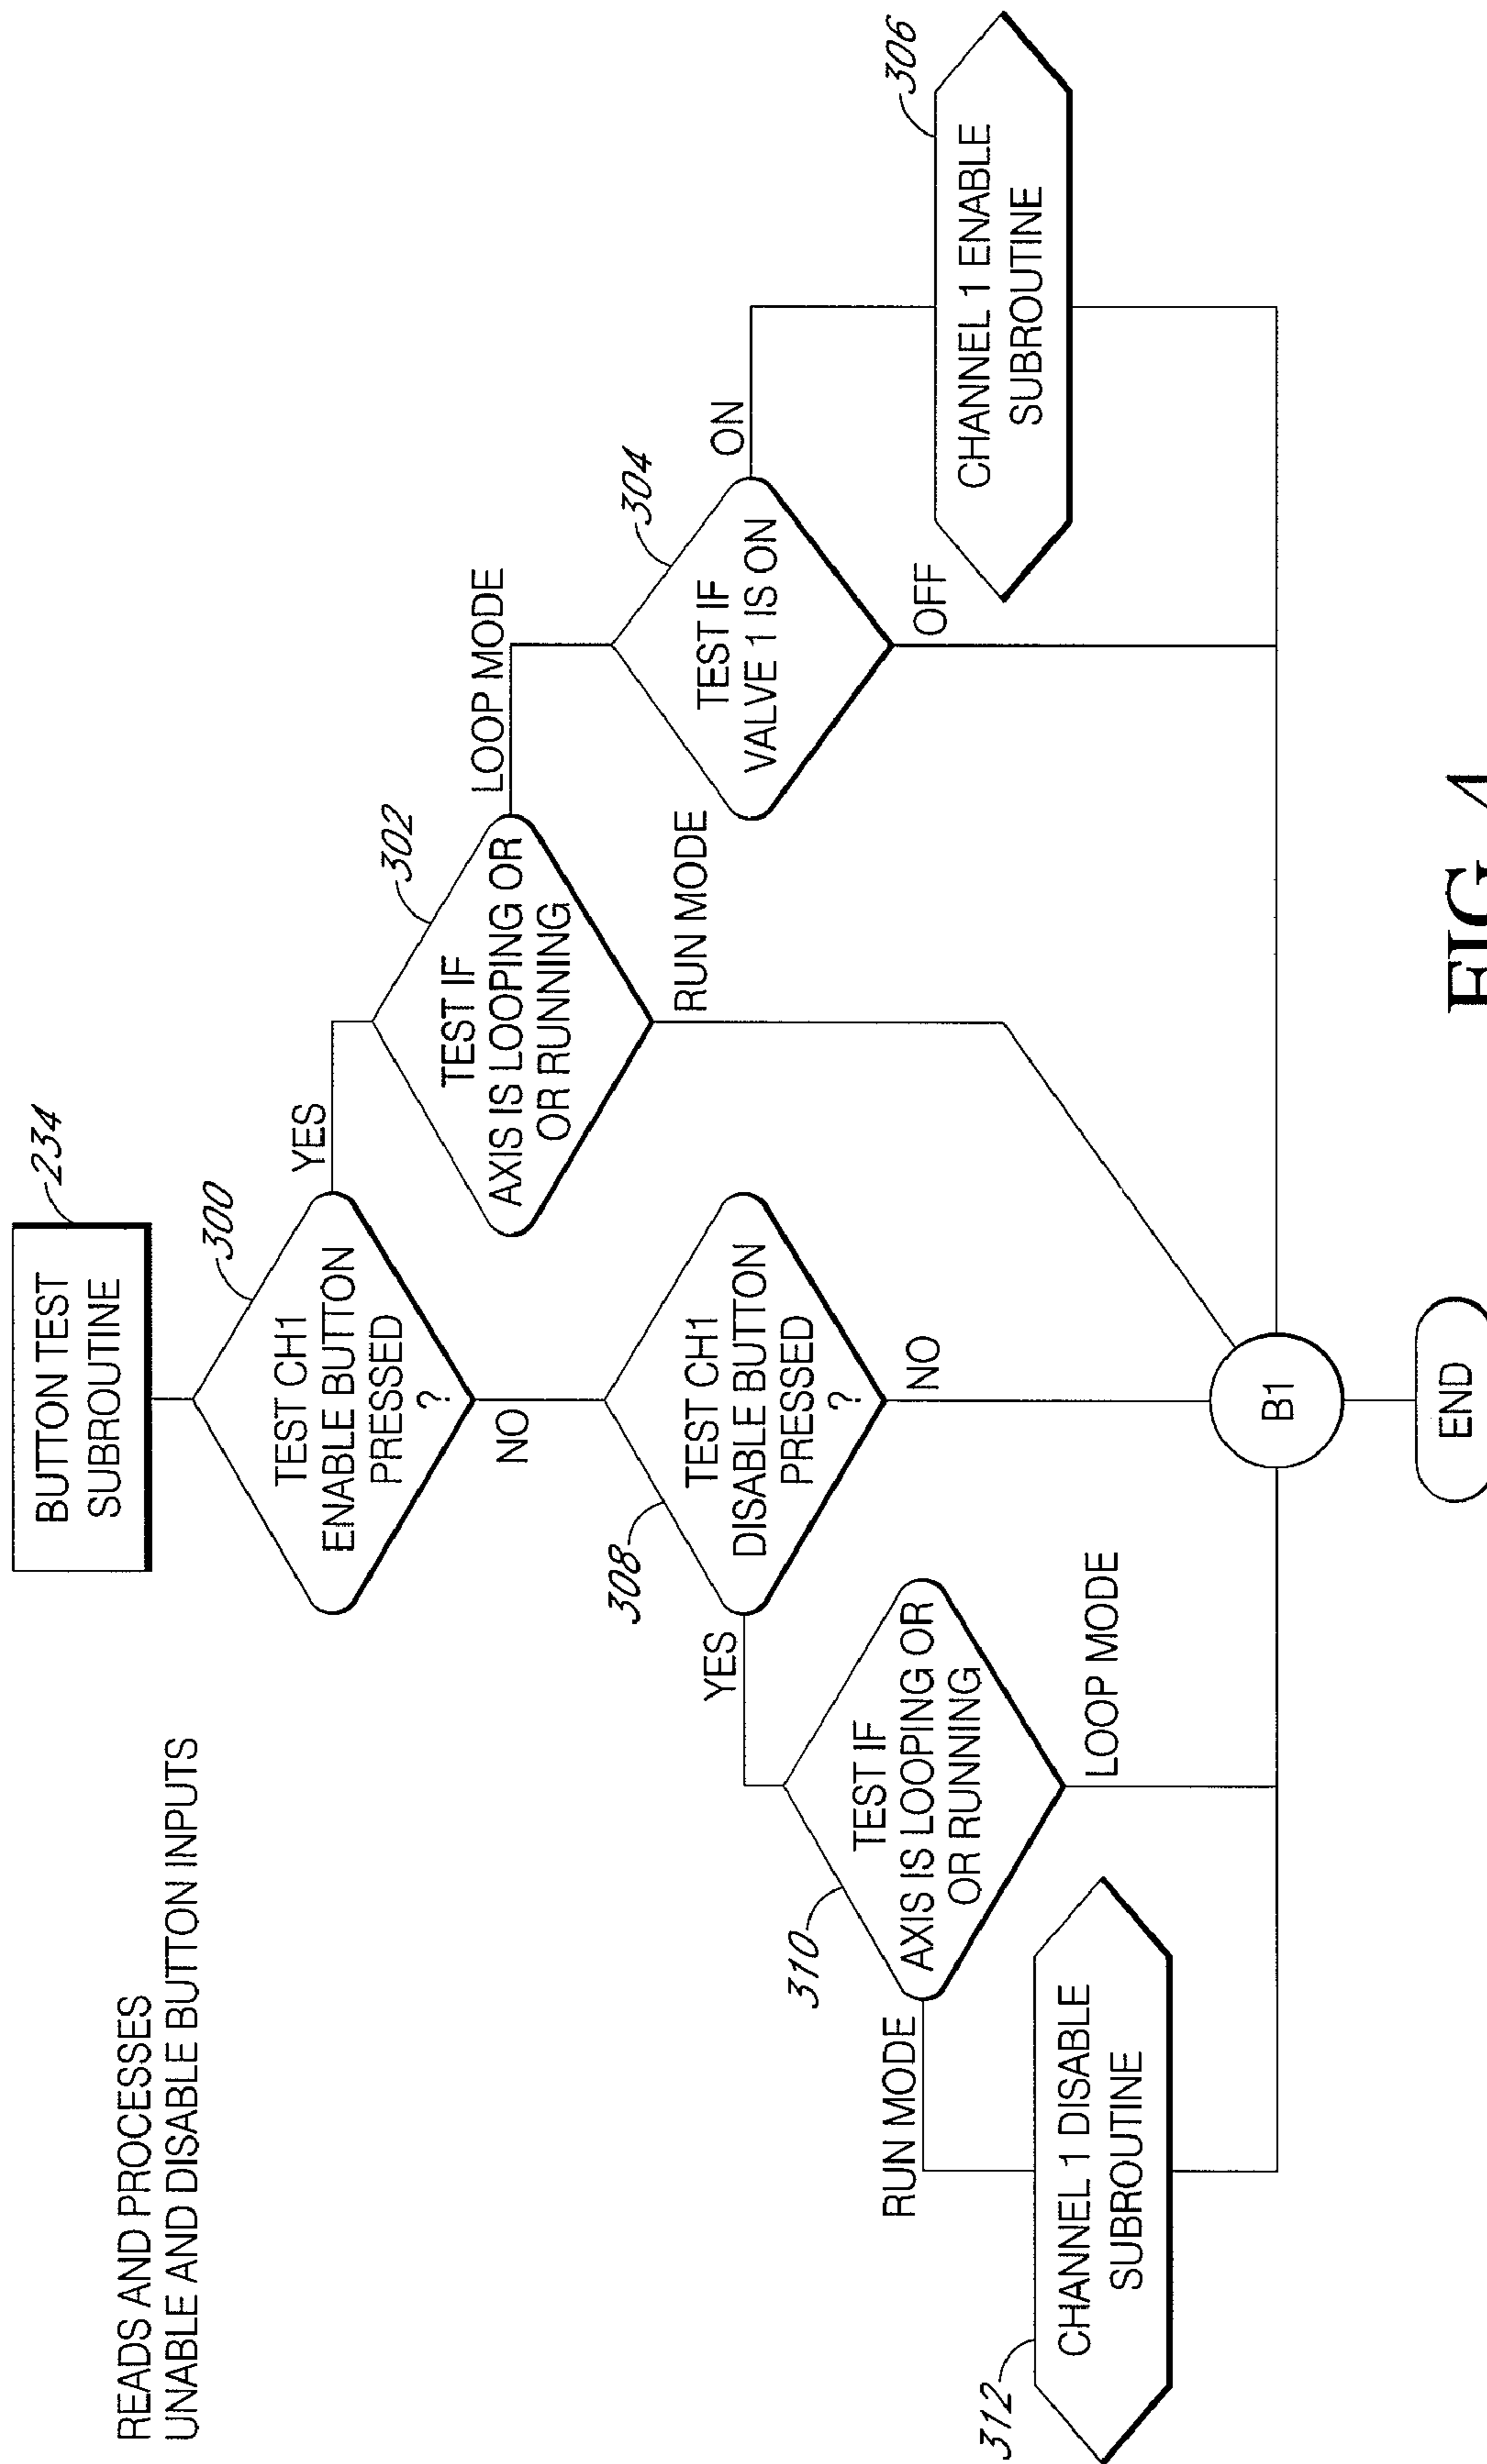 READS AND PROCESSES
UNABLE AND DISABLE BUTTON INPUTS
BUTTON TEST
SUBROUTINE
234
300
TEST CH1
ENABLE BUTTON
PRESSED
?
YES
NO
302
TEST IF
AXIS IS LOOPING OR
OR RUNNING
LOOP MODE
RUN MODE
304
TEST IF
VALVE 1 IS ON
ON
OFF
306
CHANNEL 1 ENABLE
SUBROUTINE
308
TEST CH1
DISABLE BUTTON
PRESSED
?
YES
NO
310
TEST IF
AXIS IS LOOPING OR
OR RUNNING
RUN MODE
LOOP MODE
312
CHANNEL 1 DISABLE
SUBROUTINE
B1
END
FIG. 4